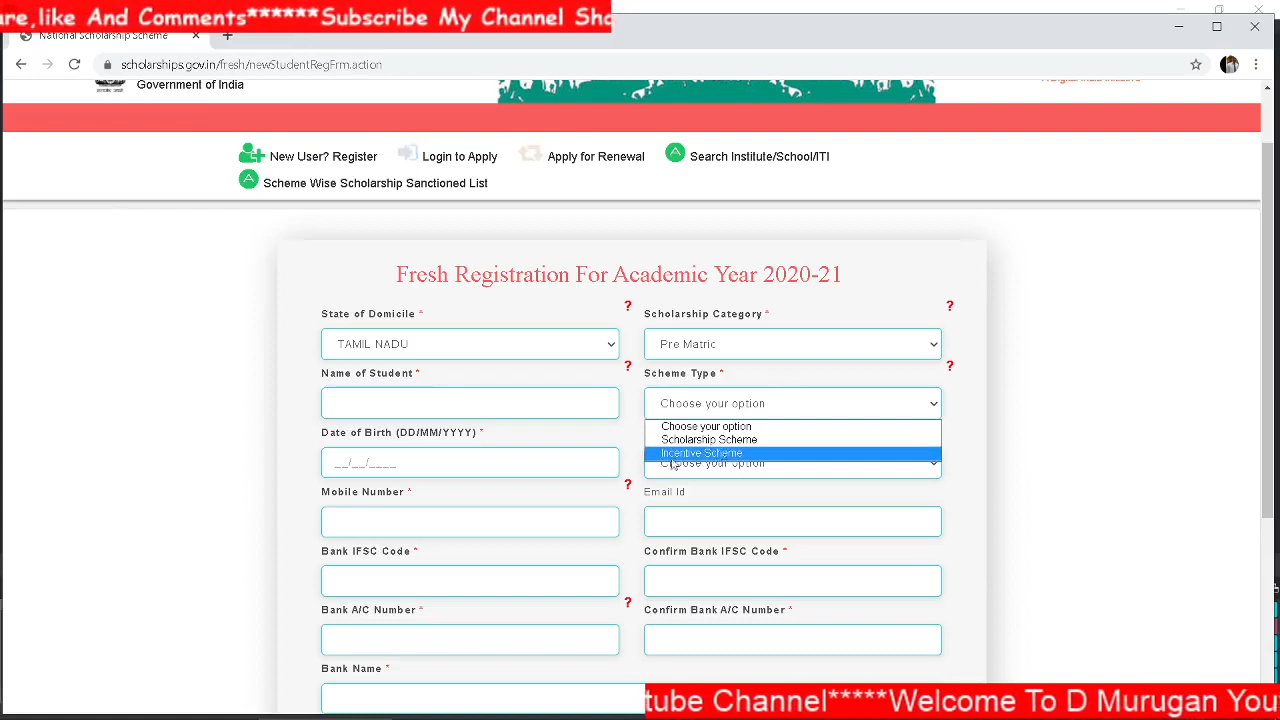 are,like And Comments******Subscribe My Channel Sha
National Scholarship Scheme
scholarships.gov.in/fresh/newStudentRegFrm.action
Government of India
New User? Register
Login to Apply
Apply for Renewal
Search Institute/School/ITI
Scheme Wise Scholarship Sanctioned List
Fresh Registration For Academic Year 2020-21
? ?
State of Domicile * Scholarship Category *
TAMIL NADU Pre Matric
? ?
Name of Student * Scheme Type *
Choose your option
Choose your option
Scholarship Scheme
Incentive Scheme
Date of Birth (DD/MM/YYYY) *
__/__/____ Choose your option
?
Mobile Number * Email Id
Bank IFSC Code * Confirm Bank IFSC Code *
?
Bank A/C Number * Confirm Bank A/C Number *
Bank Name *
tube Channel*****Welcome To D Murugan You